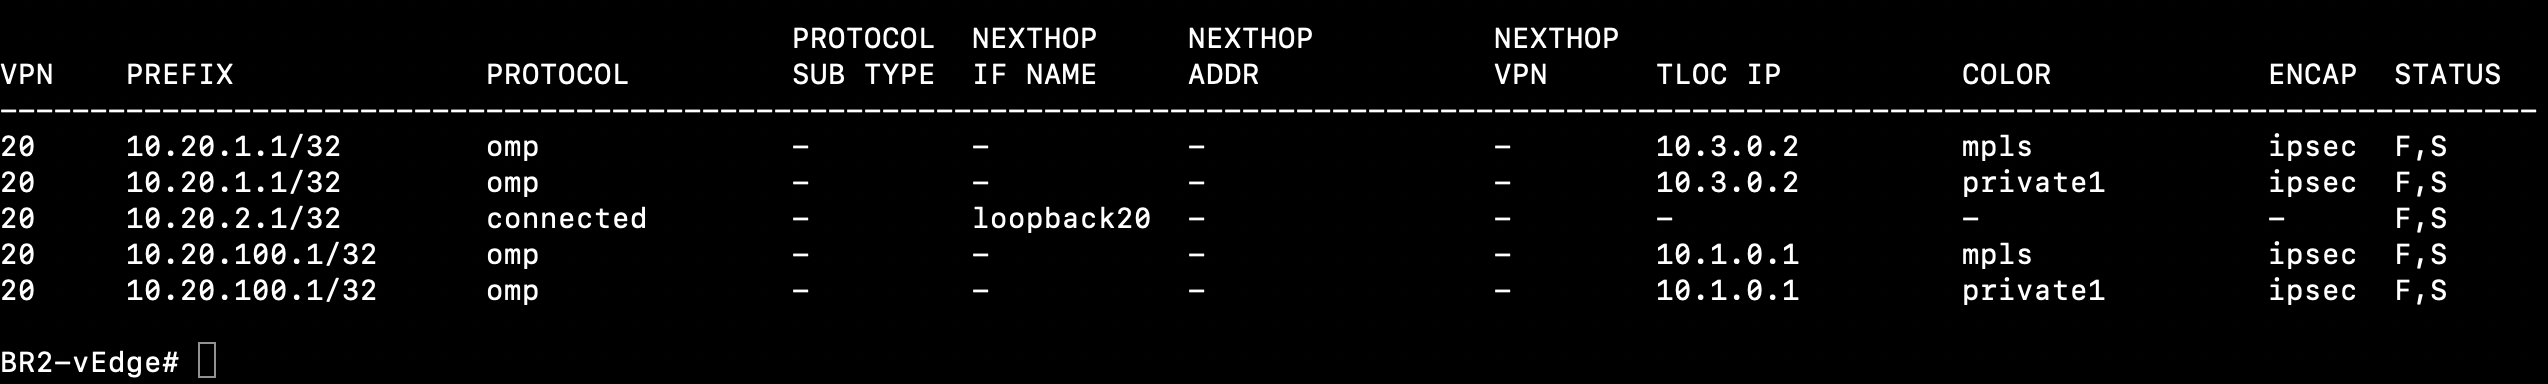 PROTOCOL  NEXTHOP     NEXTHOP          NEXTHOP
VPN    PREFIX              PROTOCOL         SUB TYPE  IF NAME     ADDR             VPN      TLOC IP          COLOR            ENCAP  STATUS
---------------------------------------------------------------------------------------------------------------------------------------------
20     10.20.1.1/32        omp              -         -           -                -        10.3.0.2         mpls             ipsec  F,S
20     10.20.1.1/32        omp              -         -           -                -        10.3.0.2         private1         ipsec  F,S
20     10.20.2.1/32        connected        -         loopback20  -                -        -                -                -      F,S
20     10.20.100.1/32      omp              -         -           -                -        10.1.0.1         mpls             ipsec  F,S
20     10.20.100.1/32      omp              -         -           -                -        10.1.0.1         private1         ipsec  F,S
BR2-vEdge#